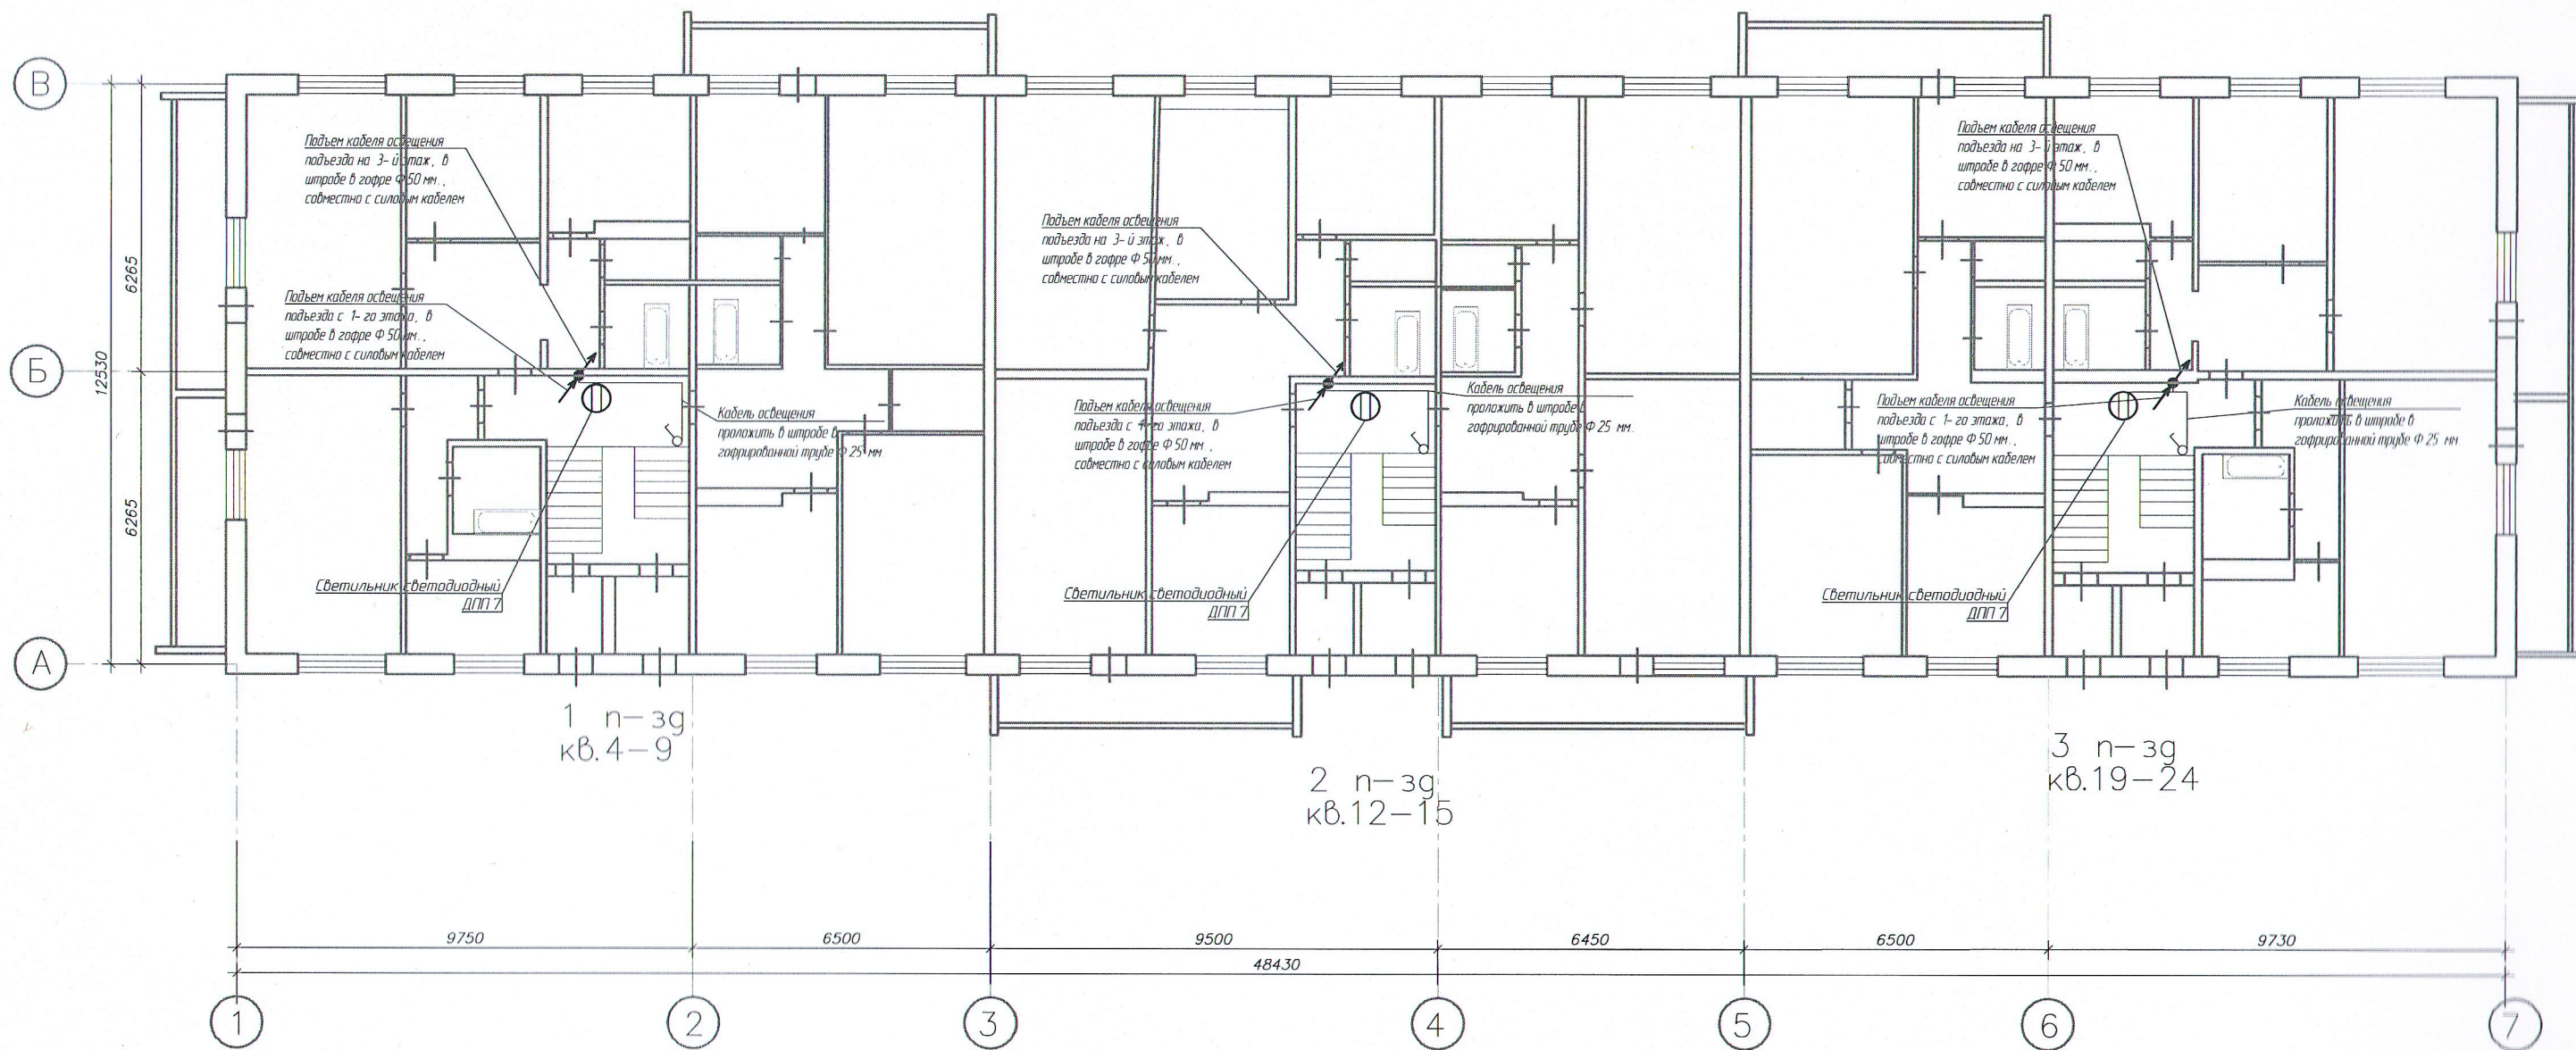 В
Подъем кабеля освещения
подъезда на 3-й этаж, в
штробе в гофре Ф 50 мм.,
совместно с силовым кабелем
Подъем кабеля освещения
подъезда на 3-й этаж, в
штробе в гофре Ф 50 мм.,
совместно с силовым кабелем
Подъем кабеля освещения
подъезда на 3-й этаж, в
штробе в гофре Ф 50 мм.,
совместно с силовым кабелем
6265
12530
Подъем кабеля освещения
подъезда с 1-го этажа, в
штробе в гофре Ф 50 мм.,
совместно с силовым кабелем
Б
Кабель освещения
проложить в штробе в
гофрированной трубе Ф 25 мм
Подъем кабеля освещения
подъезда с 1-го этажа, в
штробе в гофре Ф 50 мм.,
совместно с силовым кабелем
Кабель освещения
проложить в штробе в
гофрированной трубе Ф 25 мм.
Подъем кабеля освещения
подъезда с 1-го этажа, в
штробе в гофре Ф 50 мм.,
совместно с силовым кабелем
Кабель освещения
проложить в штробе в
гофрированной трубе Ф 25 мм
6265
Светильник светодиодный
ДПП 7
Светильник светодиодный
ДПП 7
Светильник светодиодный
ДПП 7
А
1 п-зд
кв.4-9
2 п-зд
кв.12-15
3 п-зд
кв.19-24
9750
6500
9500
6450
6500
9730
48430
1
2
3
4
5
6
7